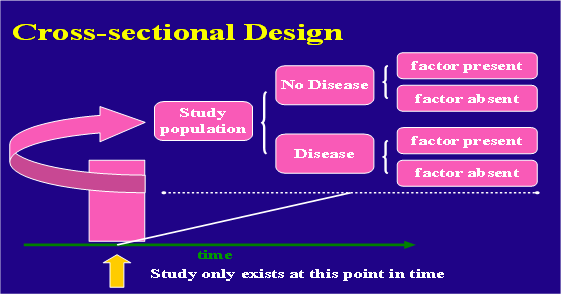 Cross-sectional Design
Study
population
No Disease
factor present
factor absent
Disease
factor present
factor absent
time
Study only exists at this point in time